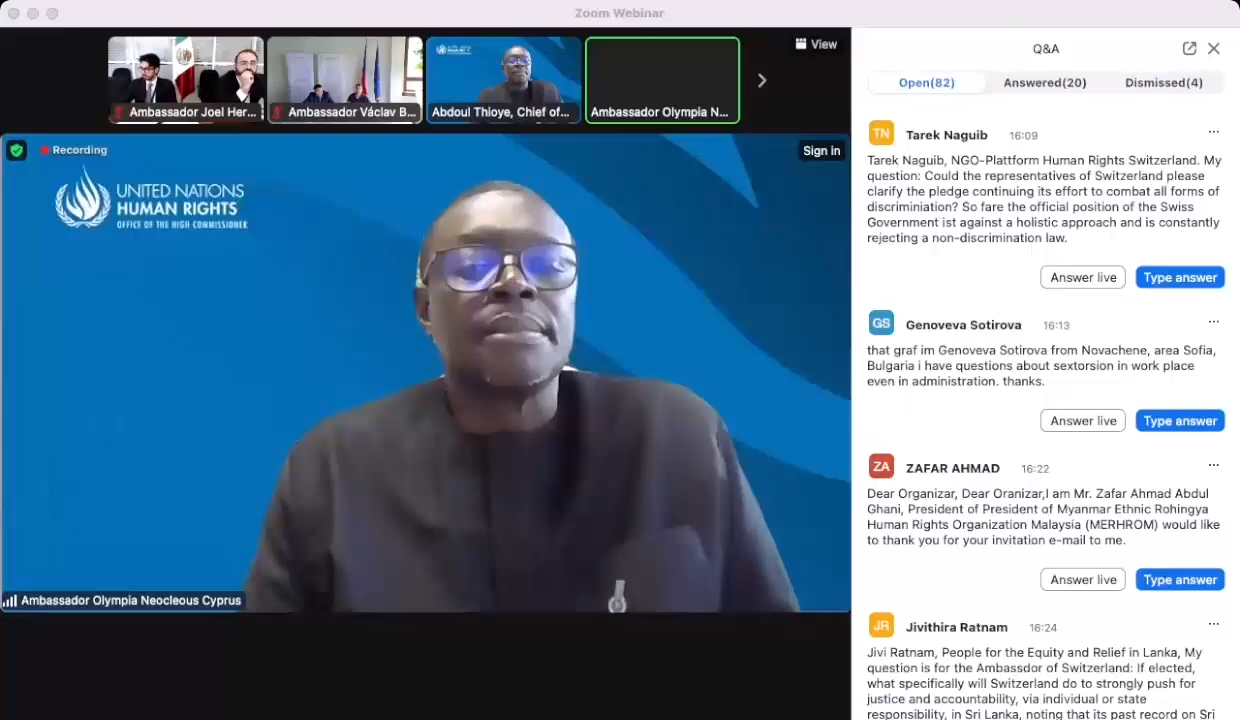 Zoom Webinar
Ambassador Joel Her...
Ambassador Václav B...
Abdoul Thioye, Chief of...
Ambassador Olympia N...
View
Recording
Sign in
UNITED NATIONS
HUMAN RIGHTS
OFFICE OF THE HIGH COMMISSIONER
Ambassador Olympia Neocleous Cyprus
Q&A
Open(82)
Answered(20)
Dismissed(4)
TN
Tarek Naguib
16:09
Tarek Naguib, NGO-Plattform Human Rights Switzerland. My
question: Could the representatives of Switzerland please
clarify the pledge continuing its effort to combat all forms of
discriminiation? So fare the official position of the Swiss
Government ist against a holistic approach and is constantly
rejecting a non-discrimination law.
Answer live
Type answer
GS
Genoveva Sotirova
16:13
that graf im Genoveva Sotirova from Novachene, area Sofia,
Bulgaria i have questions about sextorsion in work place
even in administration. thanks.
Answer live
Type answer
ZA
ZAFAR AHMAD
16:22
Dear Organizar, Dear Oranizar,I am Mr. Zafar Ahmad Abdul
Ghani, President of President of Myanmar Ethnic Rohingya
Human Rights Organization Malaysia (MERHROM) would like
to thank you for your invitation e-mail to me.
Answer live
Type answer
JR
Jivithira Ratnam
16:24
Jivi Ratnam, People for the Equity and Relief in Lanka, My
question is for the Ambassdor of Switzerland: If elected,
what specifically will Switzerland do to strongly push for
justice and accountability, via individual or state
responsibility, in Sri Lanka, noting that its past record on Sri